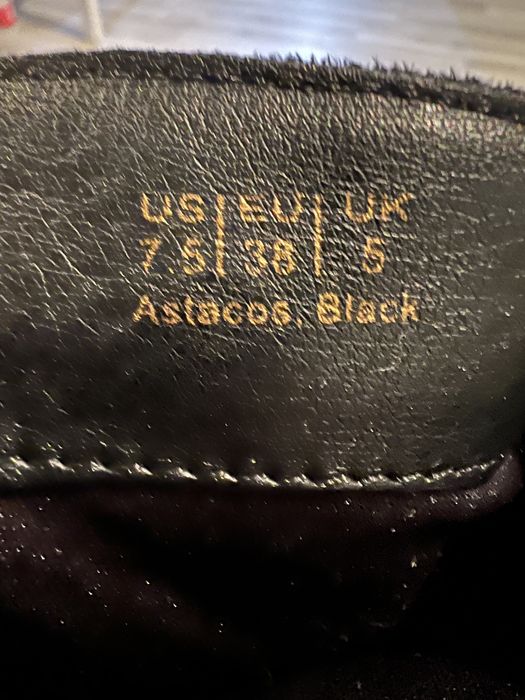 US | EU | UK
7.5 | 38 | 5
Astacos, Black